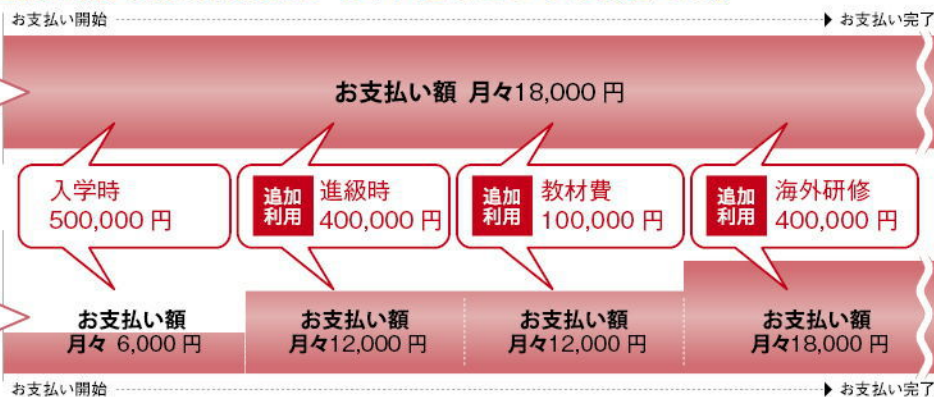 お支払い開始 ▶ お支払い完了
お支払い額 月々18,000 円
入学時
500,000 円
追加
利用
進級時
400,000 円
追加
利用
教材費
100,000 円
追加
利用
海外研修
400,000 円
お支払い額
月々 6,000 円
お支払い額
月々12,000 円
お支払い額
月々12,000 円
お支払い額
月々18,000 円
お支払い開始 ▶ お支払い完了